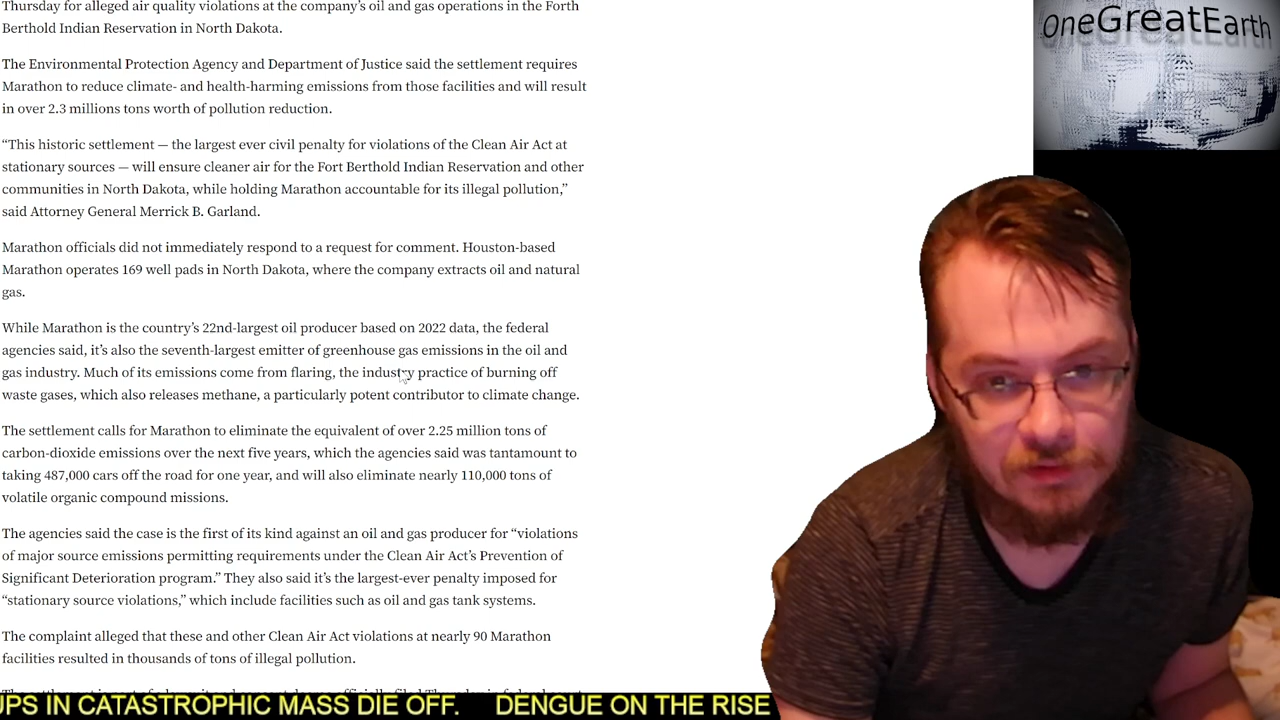 Thursday for alleged air quality violations at the company’s oil and gas operations in the Forth
Berthold Indian Reservation in North Dakota.
The Environmental Protection Agency and Department of Justice said the settlement requires
Marathon to reduce climate- and health-harming emissions from those facilities and will result
in over 2.3 millions tons worth of pollution reduction.
“This historic settlement — the largest ever civil penalty for violations of the Clean Air Act at
stationary sources — will ensure cleaner air for the Fort Berthold Indian Reservation and other
communities in North Dakota, while holding Marathon accountable for its illegal pollution,”
said Attorney General Merrick B. Garland.
Marathon officials did not immediately respond to a request for comment. Houston-based
Marathon operates 169 well pads in North Dakota, where the company extracts oil and natural
gas.
While Marathon is the country’s 22nd-largest oil producer based on 2022 data, the federal
agencies said, it’s also the seventh-largest emitter of greenhouse gas emissions in the oil and
gas industry. Much of its emissions come from flaring, the industry practice of burning off
waste gases, which also releases methane, a particularly potent contributor to climate change.
The settlement calls for Marathon to eliminate the equivalent of over 2.25 million tons of
carbon-dioxide emissions over the next five years, which the agencies said was tantamount to
taking 487,000 cars off the road for one year, and will also eliminate nearly 110,000 tons of
volatile organic compound missions.
The agencies said the case is the first of its kind against an oil and gas producer for “violations
of major source emissions permitting requirements under the Clean Air Act’s Prevention of
Significant Deterioration program.” They also said it’s the largest-ever penalty imposed for
“stationary source violations,” which include facilities such as oil and gas tank systems.
The complaint alleged that these and other Clean Air Act violations at nearly 90 Marathon
facilities resulted in thousands of tons of illegal pollution.
OneGreatEarth
UPS IN CATASTROPHIC MASS DIE OFF. DENGUE ON THE RISE